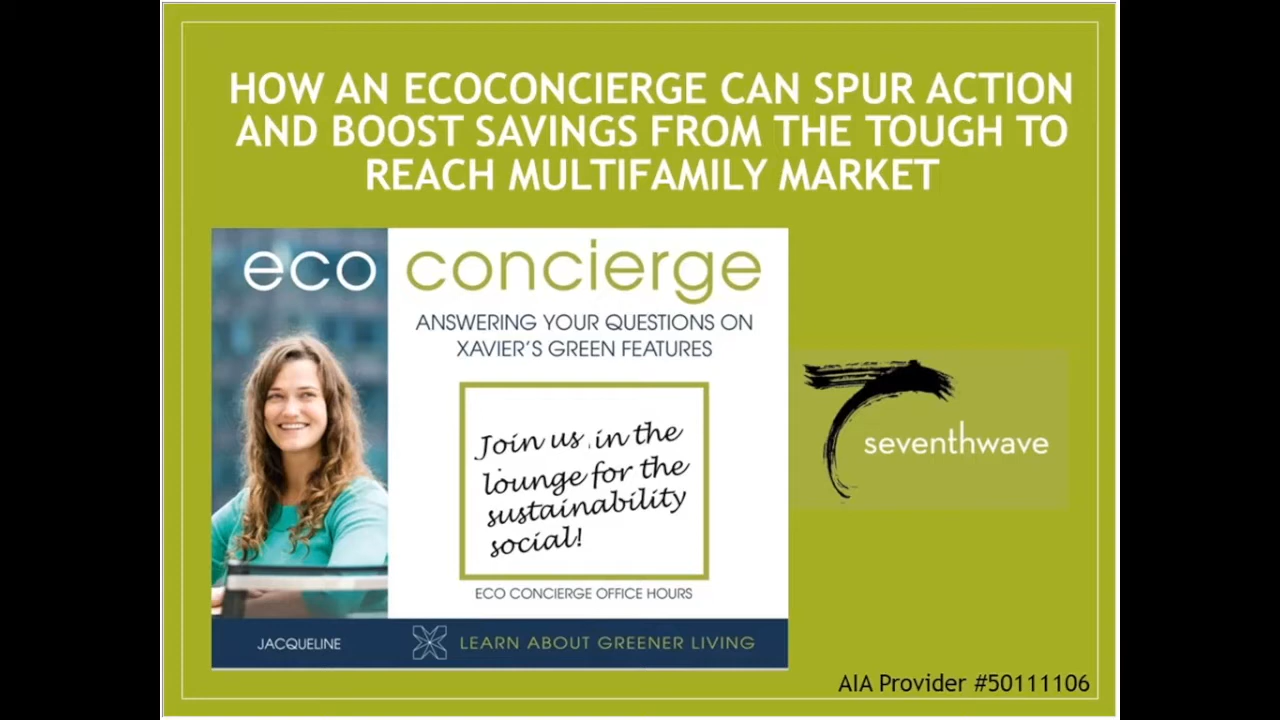 HOW AN ECOCONCIERGE CAN SPUR ACTION
AND BOOST SAVINGS FROM THE TOUGH TO
REACH MULTIFAMILY MARKET
eco concierge
ANSWERING YOUR QUESTIONS ON
XAVIER'S GREEN FEATURES
Join us in the
lounge for the
sustainability
social!
ECO CONCIERGE OFFICE HOURS
JACQUELINE
LEARN ABOUT GREENER LIVING
seventhwave
AIA Provider #50111106